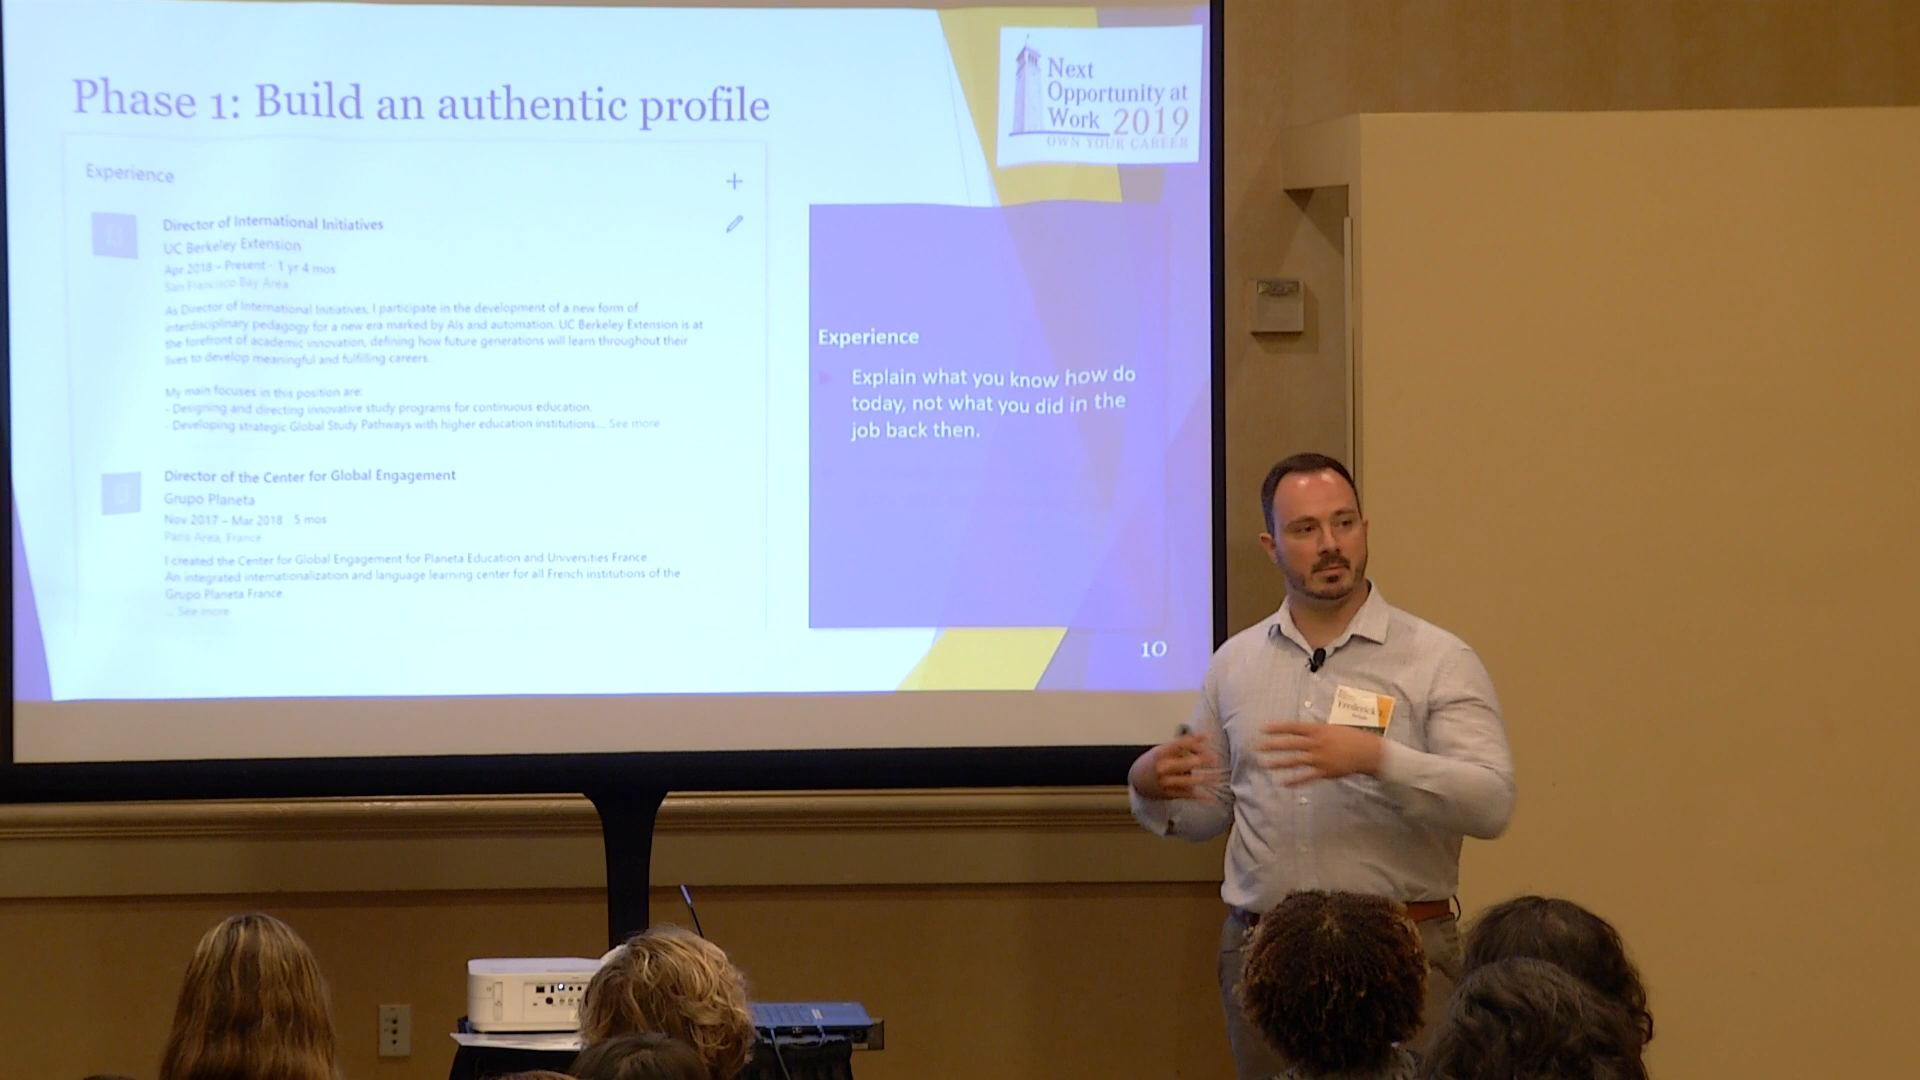 Phase 1: Build an authentic profile
Next
Opportunity at
Work 2019
OWN YOUR CAREER
Experience
+
Director of International Initiatives
UC Berkeley Extension
Apr 2018 – Present · 1 yr 4 mos
San Francisco Bay Area
As Director of International Initiatives, I participate in the development of a new form of
interdisciplinary pedagogy for a new era marked by AIs and automation. UC Berkeley Extension is at
the forefront of academic innovation, defining how future generations will learn throughout their
lives to develop meaningful and fulfilling careers.
My main focuses in this position are:
- Designing and directing innovative study programs for continuous education.
- Developing strategic Global Study Pathways with higher education institutions... See more
Director of the Center for Global Engagement
Grupo Planeta
Nov 2017 – Mar 2018 · 5 mos
Paris Area, France
I created the Center for Global Engagement for Planeta Education and Universities France.
An integrated internationalization and language learning center for all French institutions of the
Grupo Planeta France.
... See more
Experience
Explain what you know how do
today, not what you did in the
job back then.
10
Frederick